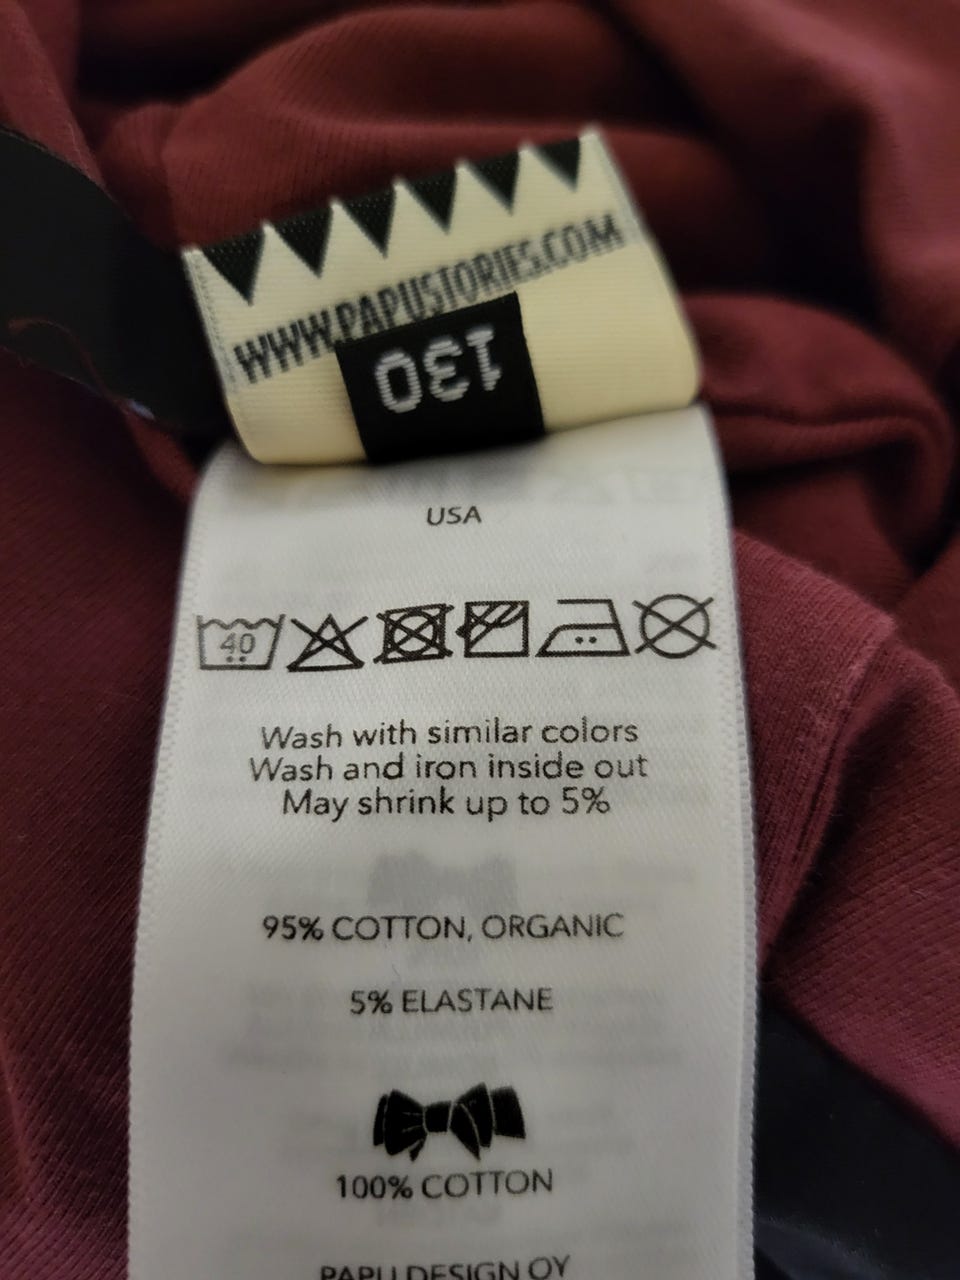 WWW.PAPUSTORIES.COM
130
USA
40
Wash with similar colors
Wash and iron inside out
May shrink up to 5%
95% COTTON, ORGANIC
5% ELASTANE
100% COTTON
PAPU DESIGN OY